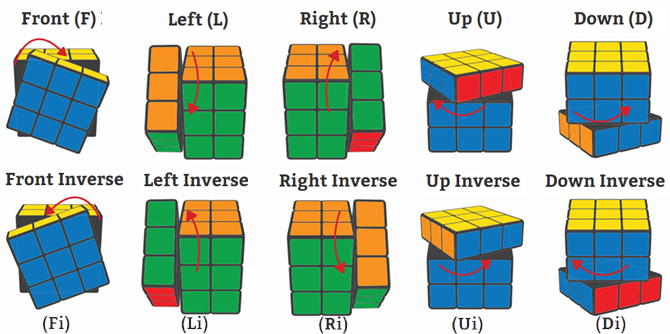 Front (F) Left (L) Right (R) Up (U) Down (D)
Front Inverse Left Inverse Right Inverse Up Inverse Down Inverse
(Fi) (Li) (Ri) (Ui) (Di)